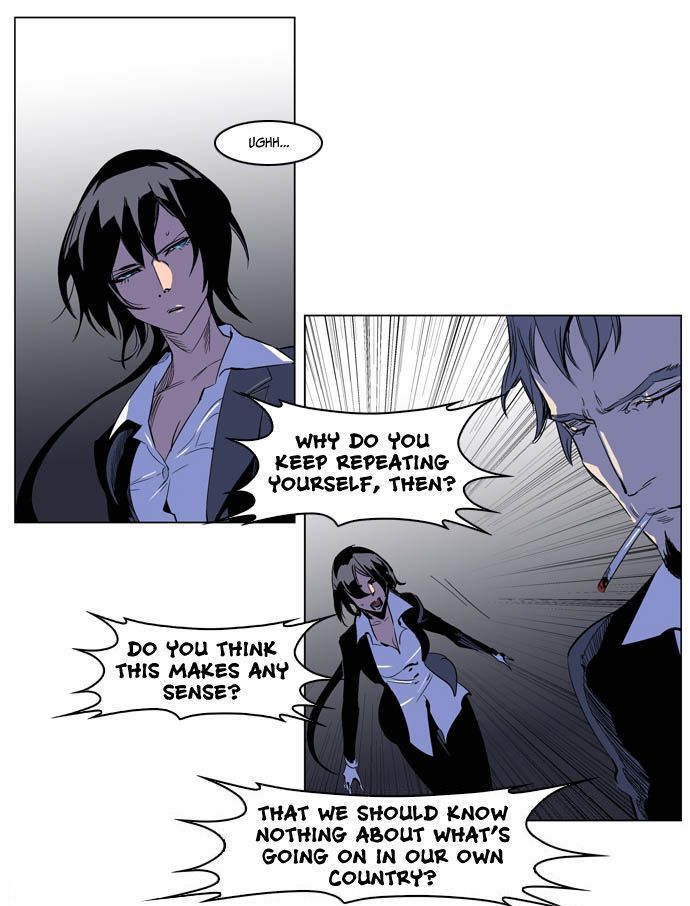 UGHH...
WHY DO YOU
KEEP REPEATING
YOURSELF, THEN?
DO YOU THINK
THIS MAKES ANY
SENSE?
THAT WE SHOULD KNOW
NOTHING ABOUT WHAT'S
GOING ON IN OUR OWN
COUNTRY?